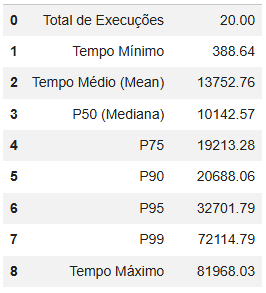 0 Total de Execuções 20.00
1 Tempo Mínimo 388.64
2 Tempo Médio (Mean) 13752.76
3 P50 (Mediana) 10142.57
4 P75 19213.28
5 P90 20688.06
6 P95 32701.79
7 P99 72114.79
8 Tempo Máximo 81968.03